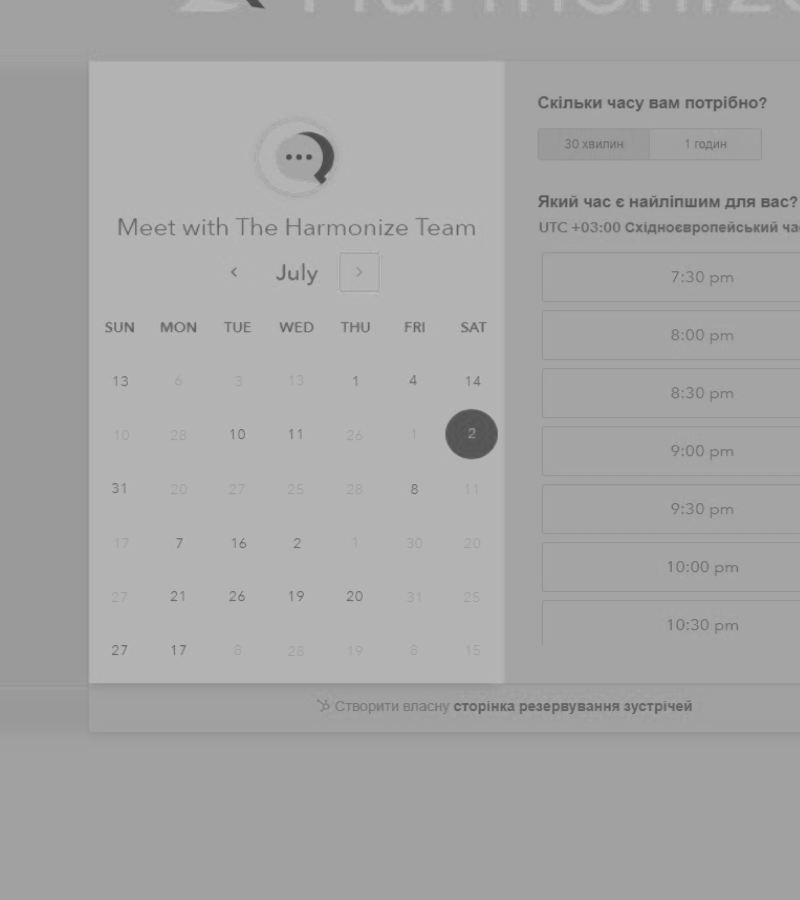 Harmonize
Meet with The Harmonize Team
July
SUN MON TUE WED THU FRI SAT
13 6 3 13 1 4 14
10 28 10 11 26 1 2
31 20 27 25 28 8 11
17 7 16 2 1 30 20
27 21 26 19 20 31 25
27 17 8 28 19 8 15
Скільки часу вам потрібно?
30 хвилин 1 годин
Який час є найліпшим для вас?
UTC +03:00 Східноєвропейський
7:30 pm
8:00 pm
8:30 pm
9:00 pm
9:30 pm
10:00 pm
10:30 pm
Створити власну сторінка резервування зустрічей